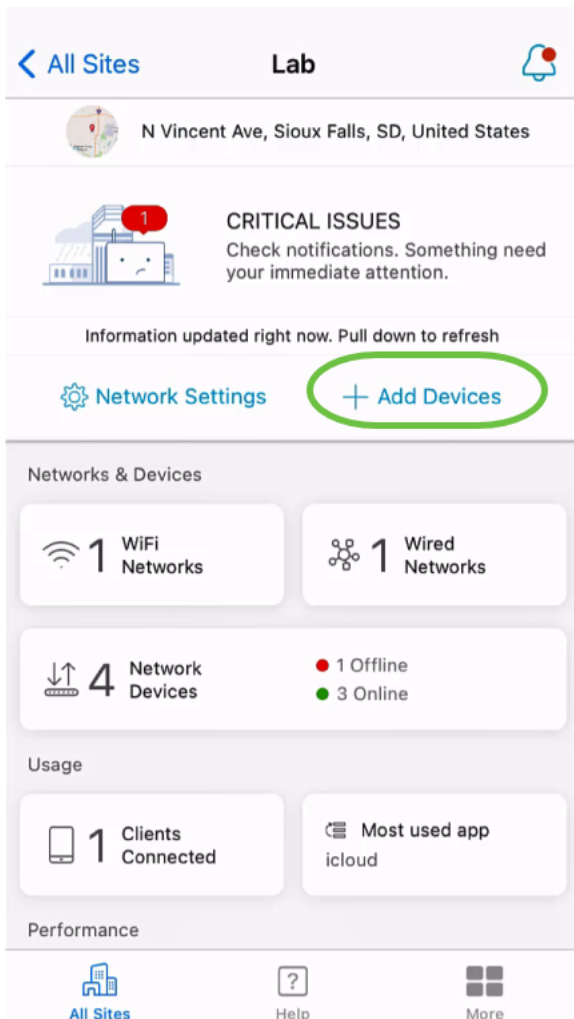 All Sites
Lab
N Vincent Ave, Sioux Falls, SD, United States
1
CRITICAL ISSUES
Check notifications. Something need
your immediate attention.
Information updated right now. Pull down to refresh
Network Settings
Add Devices
Networks & Devices
1 WiFi
Networks
1 Wired
Networks
4 Network
Devices
1 Offline
3 Online
Usage
1 Clients
Connected
Most used app
icloud
Performance
All Sites
Help
More